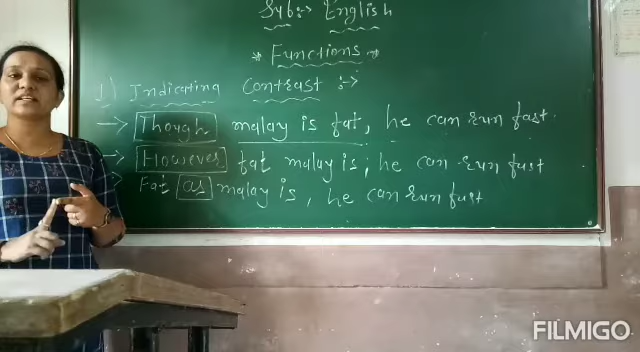 Sub:- English
* Functions *
1) Indicating Contrast :->
-> Though malay is fat, he can run fast.
-> However fat malay is; he can run fast
-> Fat as malay is, he can run fast
FILMIGO